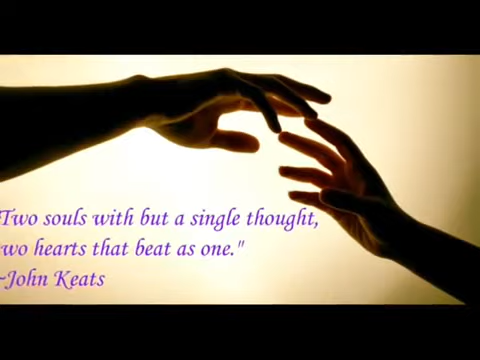 Two souls with but a single thought,
wo hearts that beat as one."
~John Keats